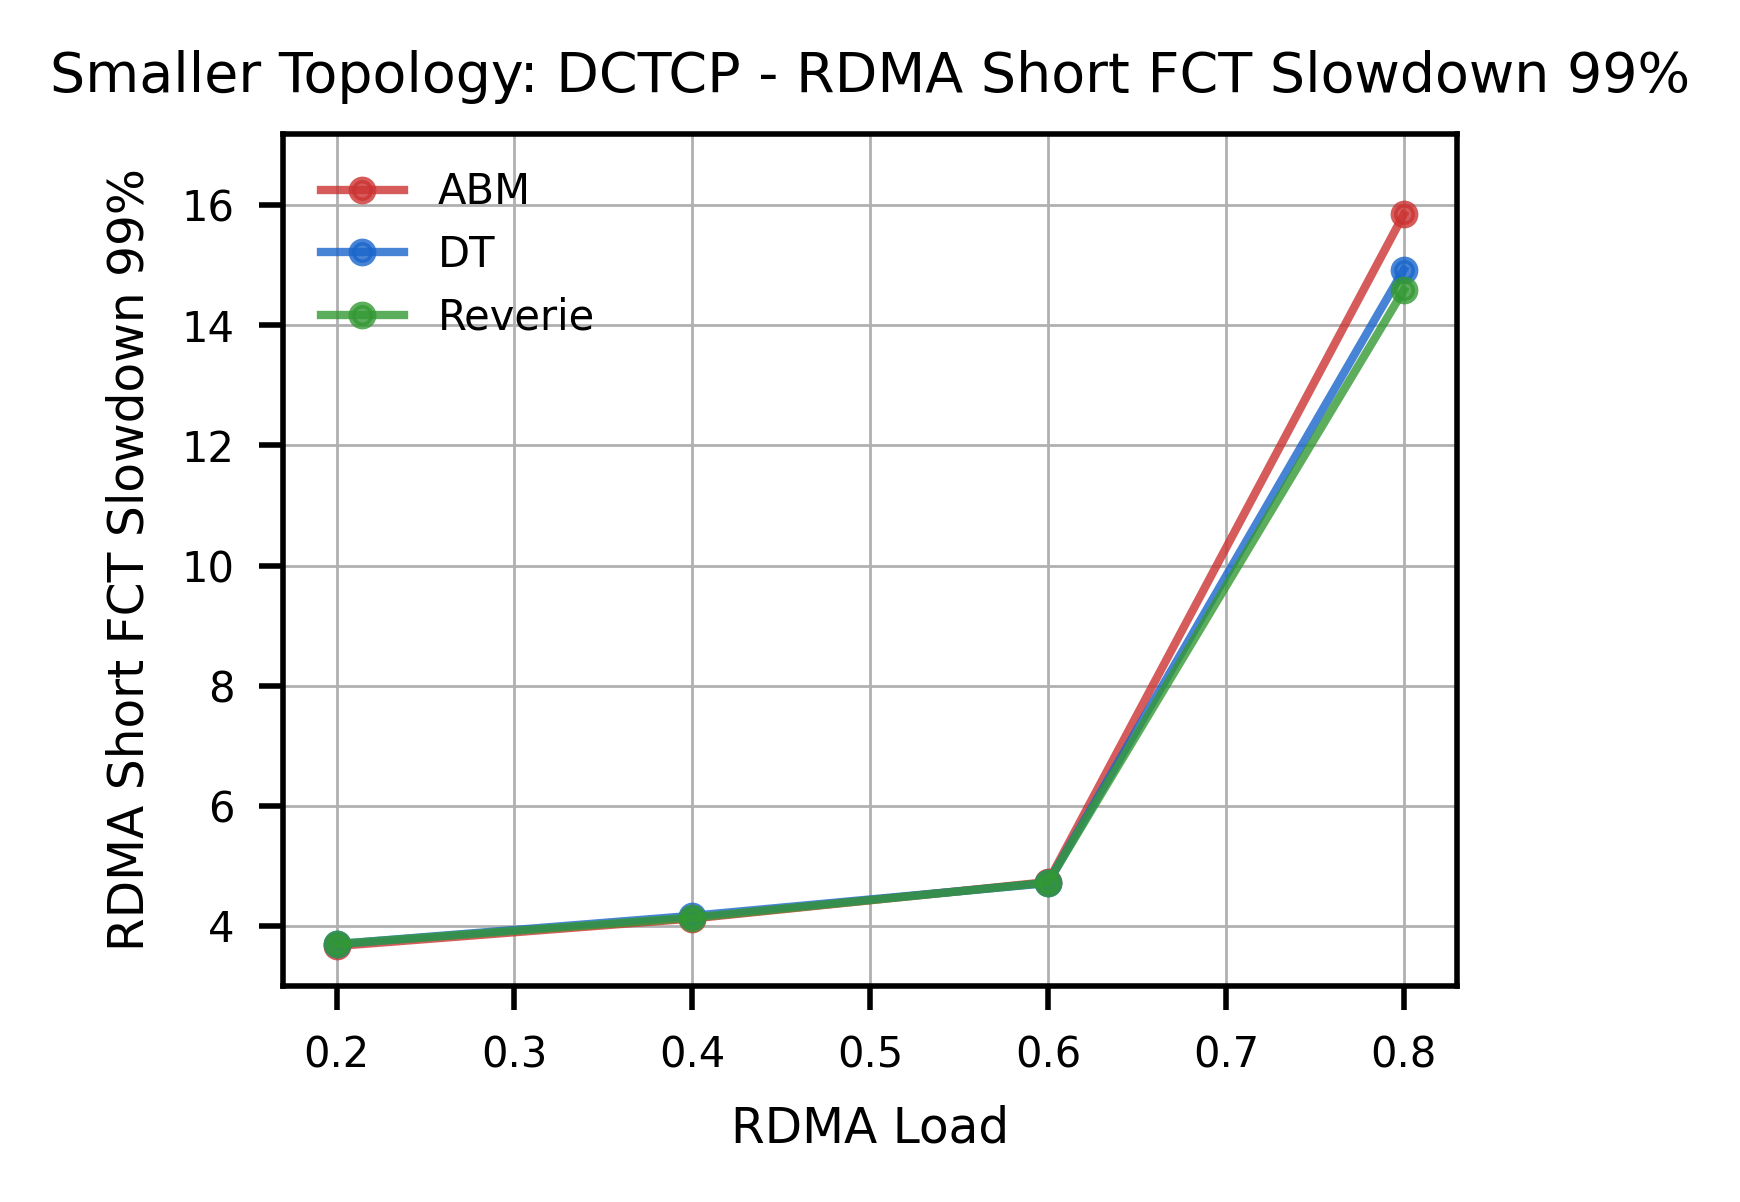 Smaller Topology: DCTCP - RDMA Short FCT Slowdown 99%
RDMA Short FCT Slowdown 99%
16
14
12
10
8
6
4
ABM
DT
Reverie
0.2 0.3 0.4 0.5 0.6 0.7 0.8
RDMA Load